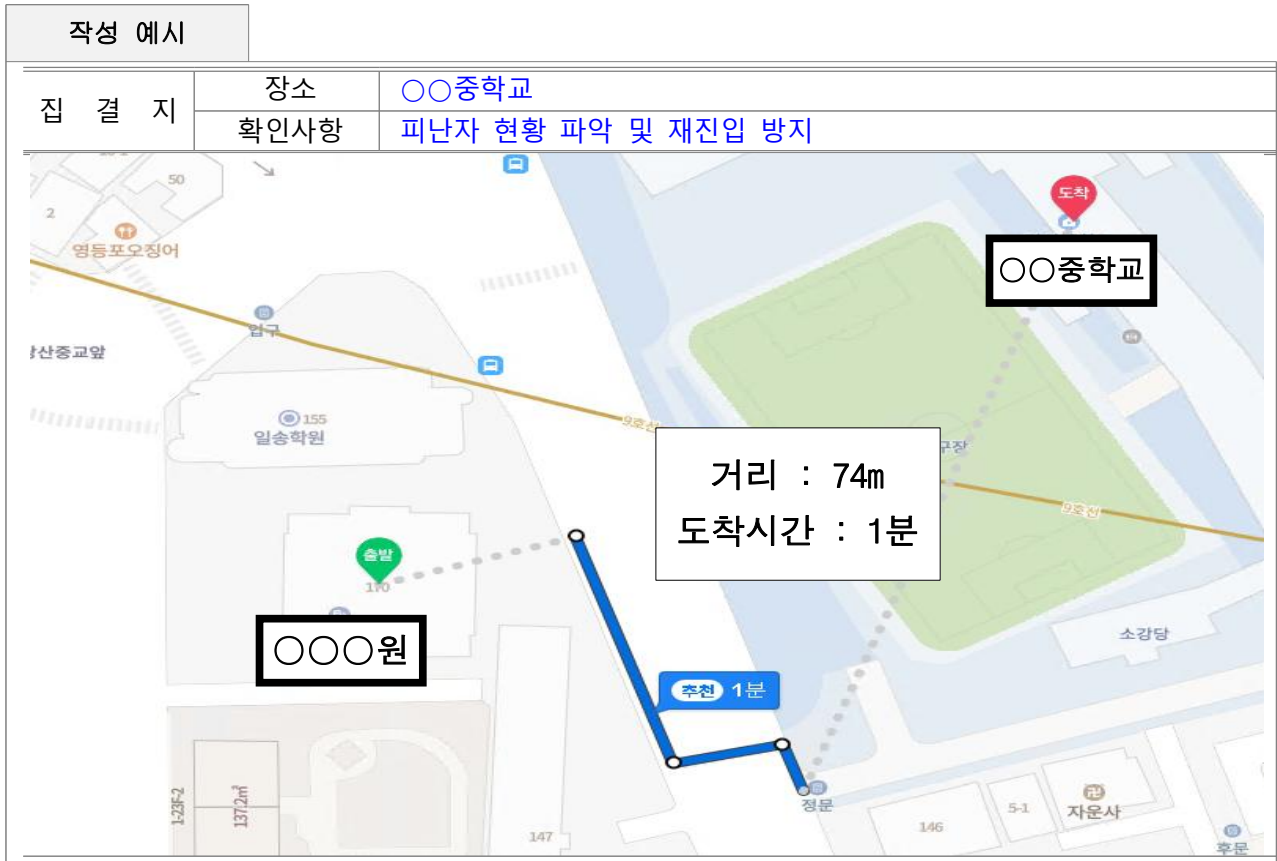 작성 예시
집 결 지
장소
○○중학교
확인사항
피난자 현황 파악 및 재진입 방지
50
2
영등포오징어
도착
○○중학교
입구
산중교앞
155
일송학원
9호선
구장
거리 : 74m
도착시간 : 1분
9호선
출발
110
○○○원
소강당
추천 1분
정문
1-23F-2
137.2㎡
147
146
5-1
자운사
후문